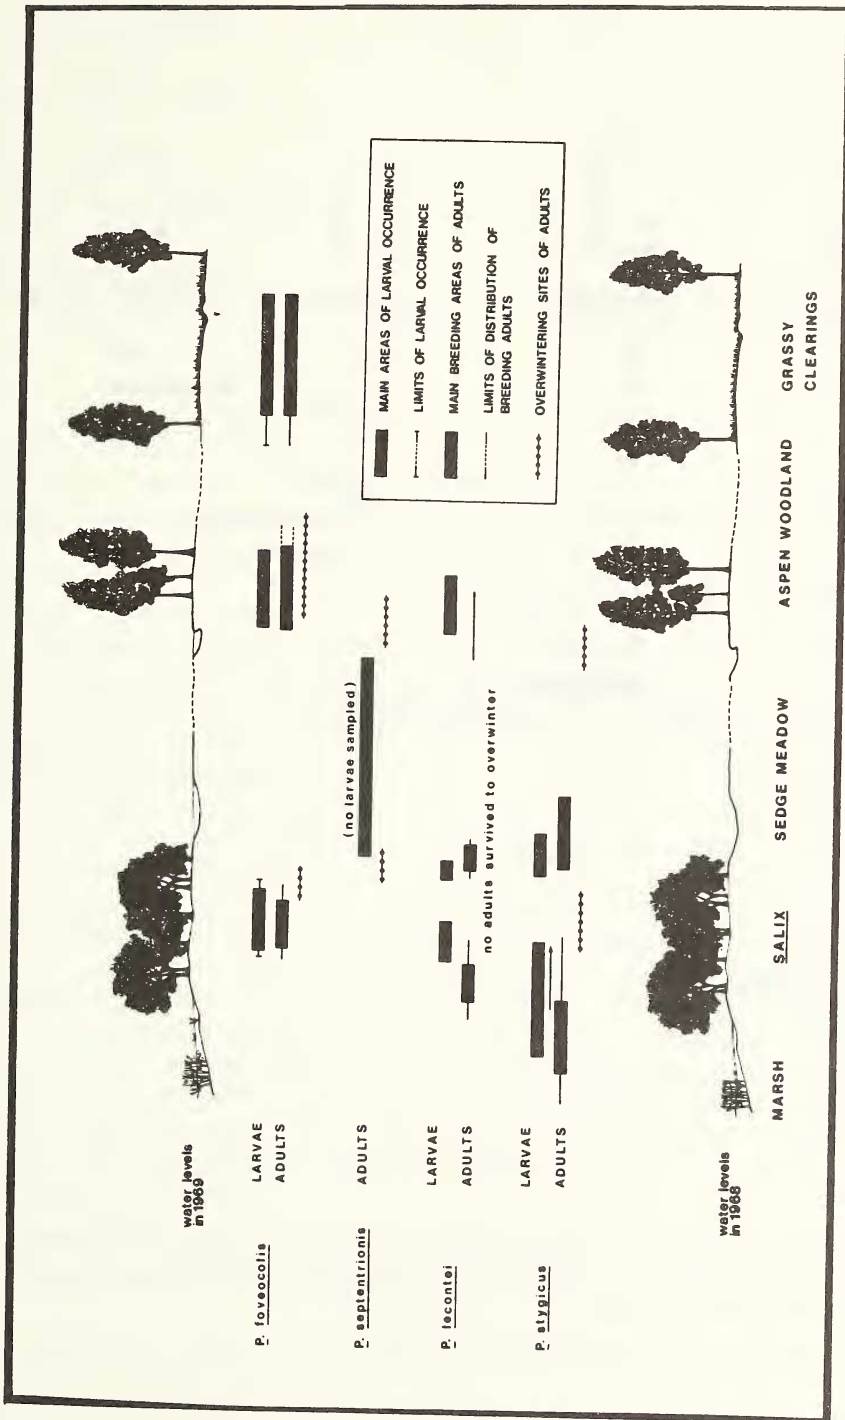 water levels
in 1969
P. foveocolis
LARVAE
ADULTS
P. septentrionis
ADULTS
(no larvae sampled)
P. lecontei
LARVAE
ADULTS
no adults survived to overwinter
P. stygicus
LARVAE
ADULTS
MAIN AREAS OF LARVAL OCCURRENCE
LIMITS OF LARVAL OCCURRENCE
MAIN BREEDING AREAS OF ADULTS
LIMITS OF DISTRIBUTION OF
BREEDING ADULTS
OVERWINTERING SITES OF ADULTS
water levels
in 1968
MARSH
SALIX
SEDGE MEADOW
ASPEN WOODLAND
GRASSY
CLEARINGS